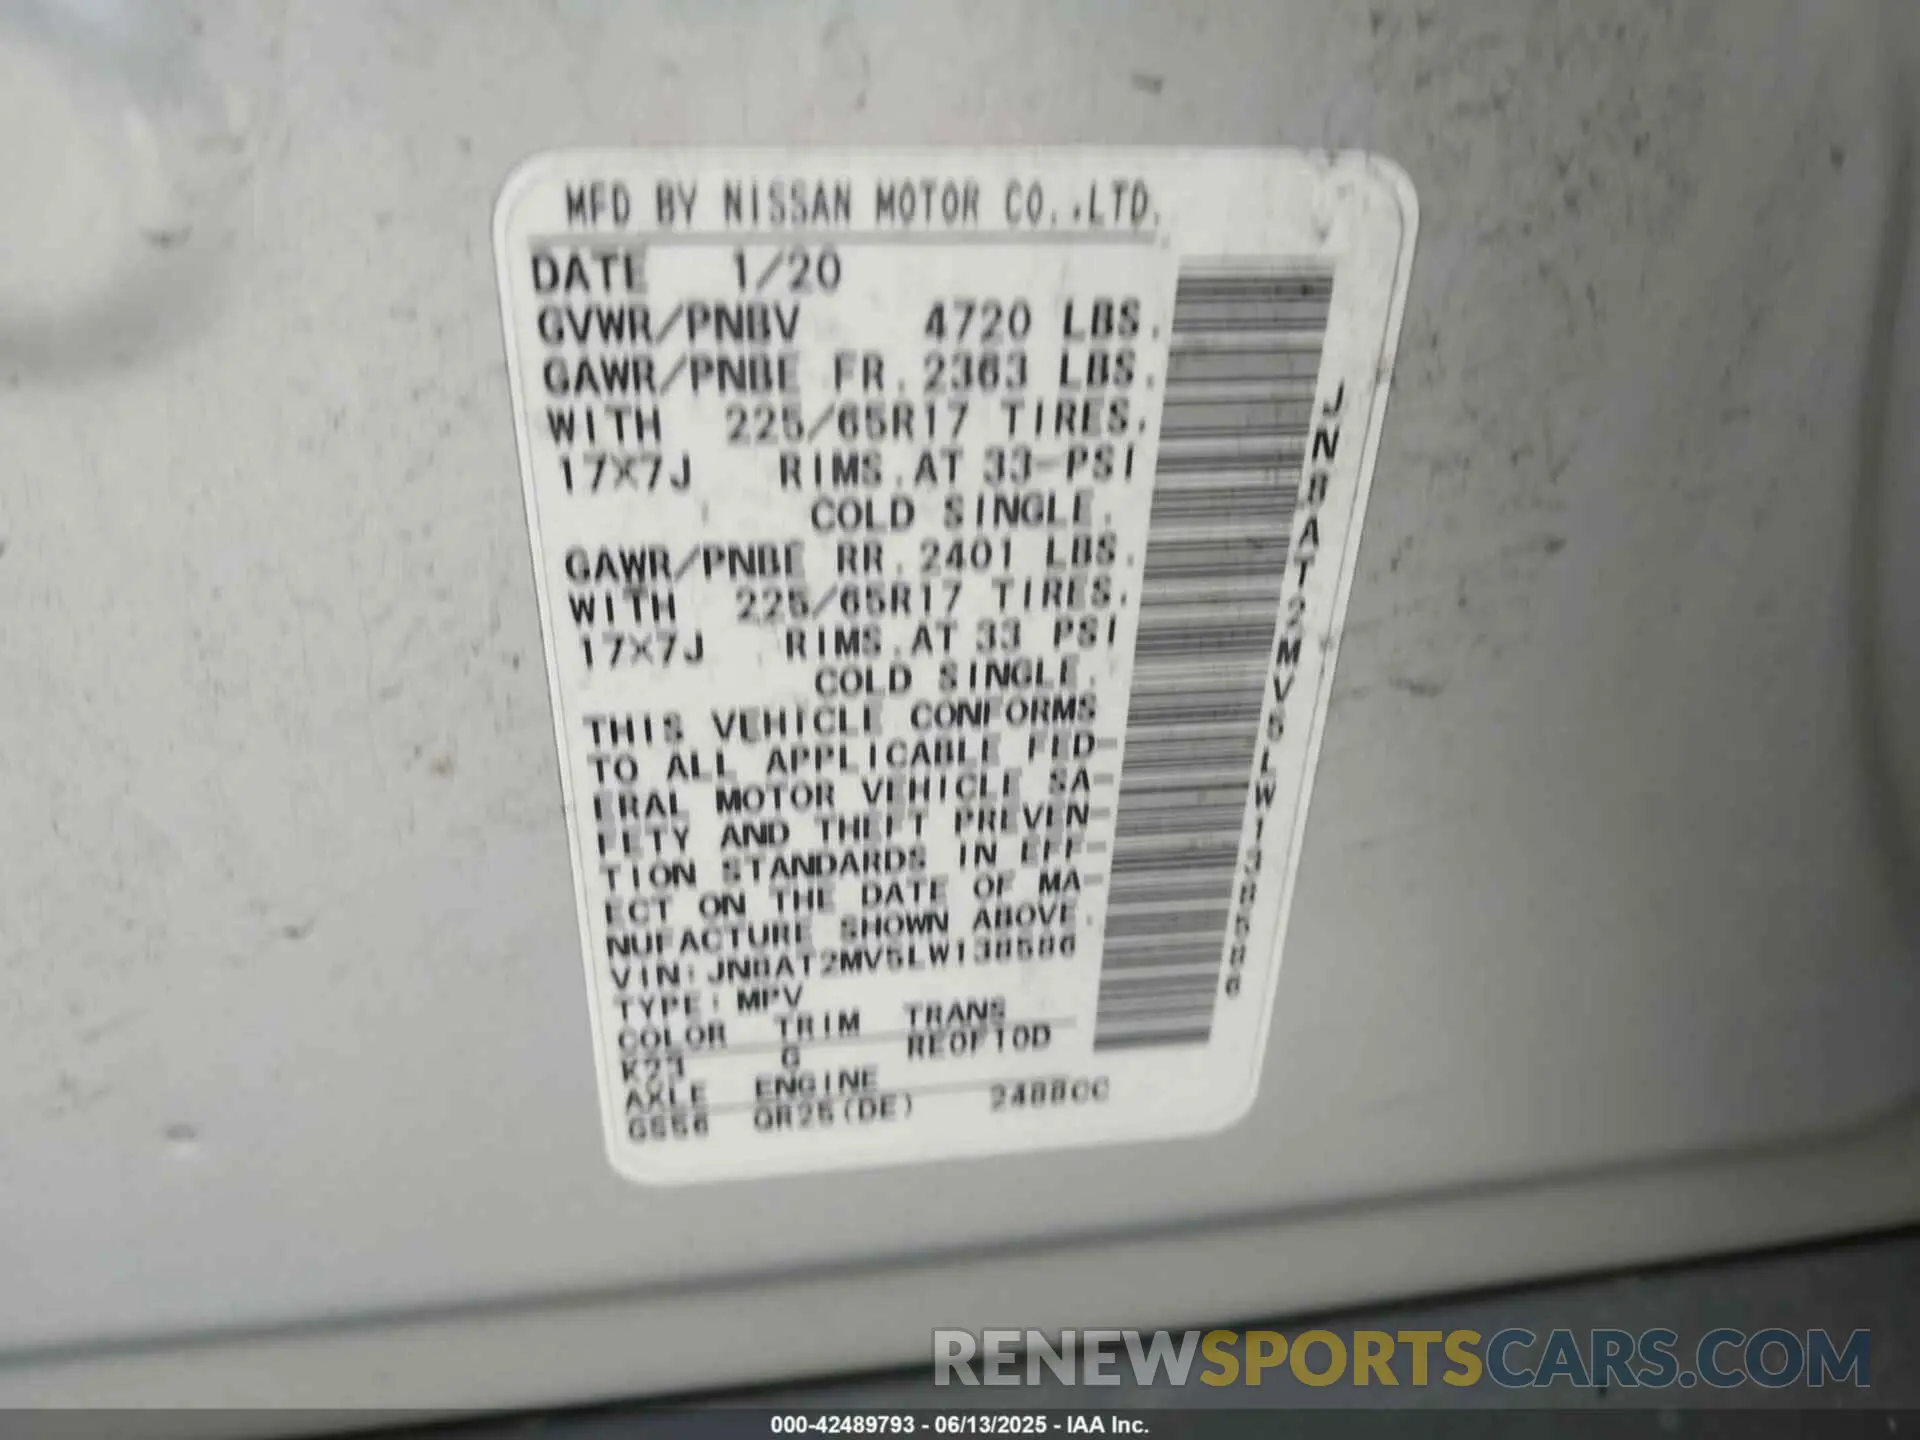 MFD BY NISSAN MOTOR CO.,LTD.
DATE 1/20
GVWR/PNBV 4720 LBS.
GAWR/PNBE FR. 2363 LBS.
WITH 225/65R17 TIRES.
17X7J RIMS.AT 33 PSI
COLD SINGLE.
GAWR/PNBE RR. 2401 LBS.
WITH 225/65R17 TIRES.
17X7J RIMS.AT 33 PSI
COLD SINGLE.
THIS VEHICLE CONFORMS
TO ALL APPLICABLE FED-
ERAL MOTOR VEHICLE SA-
FETY AND THEFT PREVEN-
TION STANDARDS IN EFF-
ECT ON THE DATE OF MA-
NUFACTURE SHOWN ABOVE.
VIN: JN8AT2MV5LW138586
TYPE: MPV
COLOR TRIM TRANS
K23 G RE0F10D
AXLE ENGINE
GS56 QR25(DE) 2488CC
JN8AT2MV5LW138586
RENEWSPORTSCARS.COM
000-42489793 - 06/13/2025 - IAA Inc.